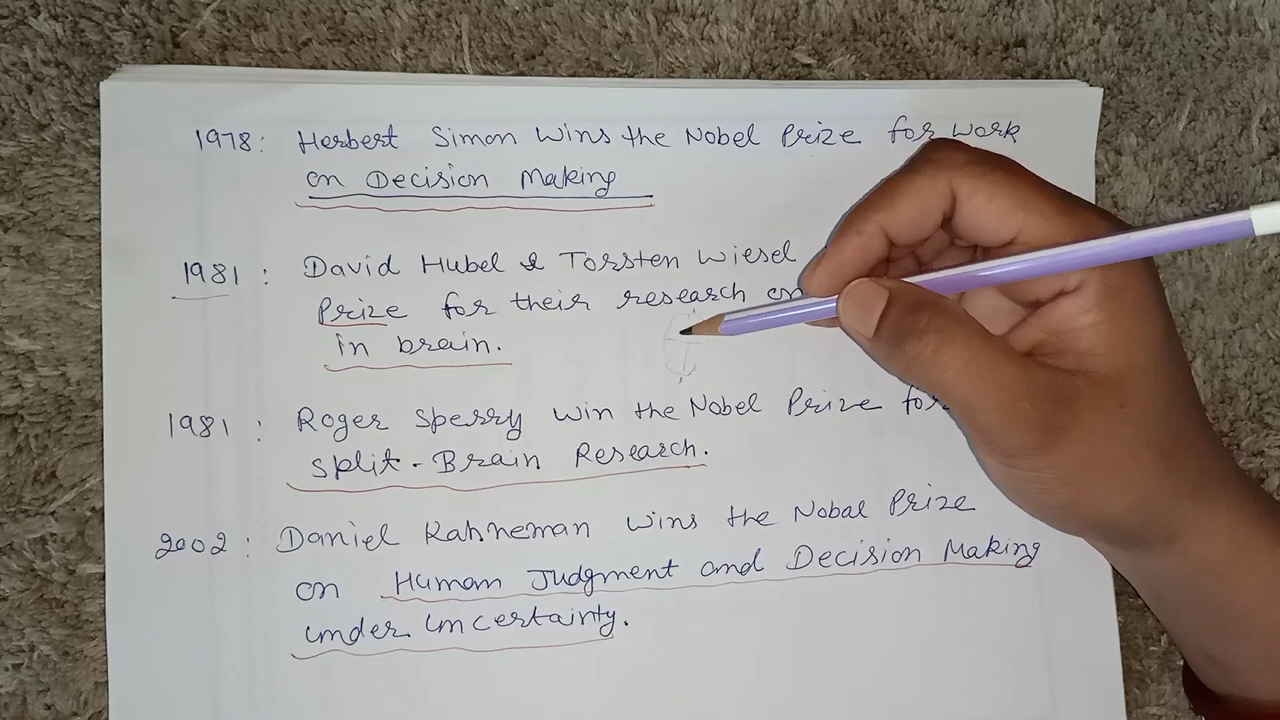 1978: Herbert Simon Wins the Nobel Prize for Work
on Decision Making
1981: David Hubel & Torsten Wiesel
Prize for their research on
in brain.
1981: Roger Sperry win the Nobel Prize for
Split-Brain Research.
2002: Daniel Kahneman wins the Nobal Prize
on Human Judgment and Decision Making
under Uncertainty.